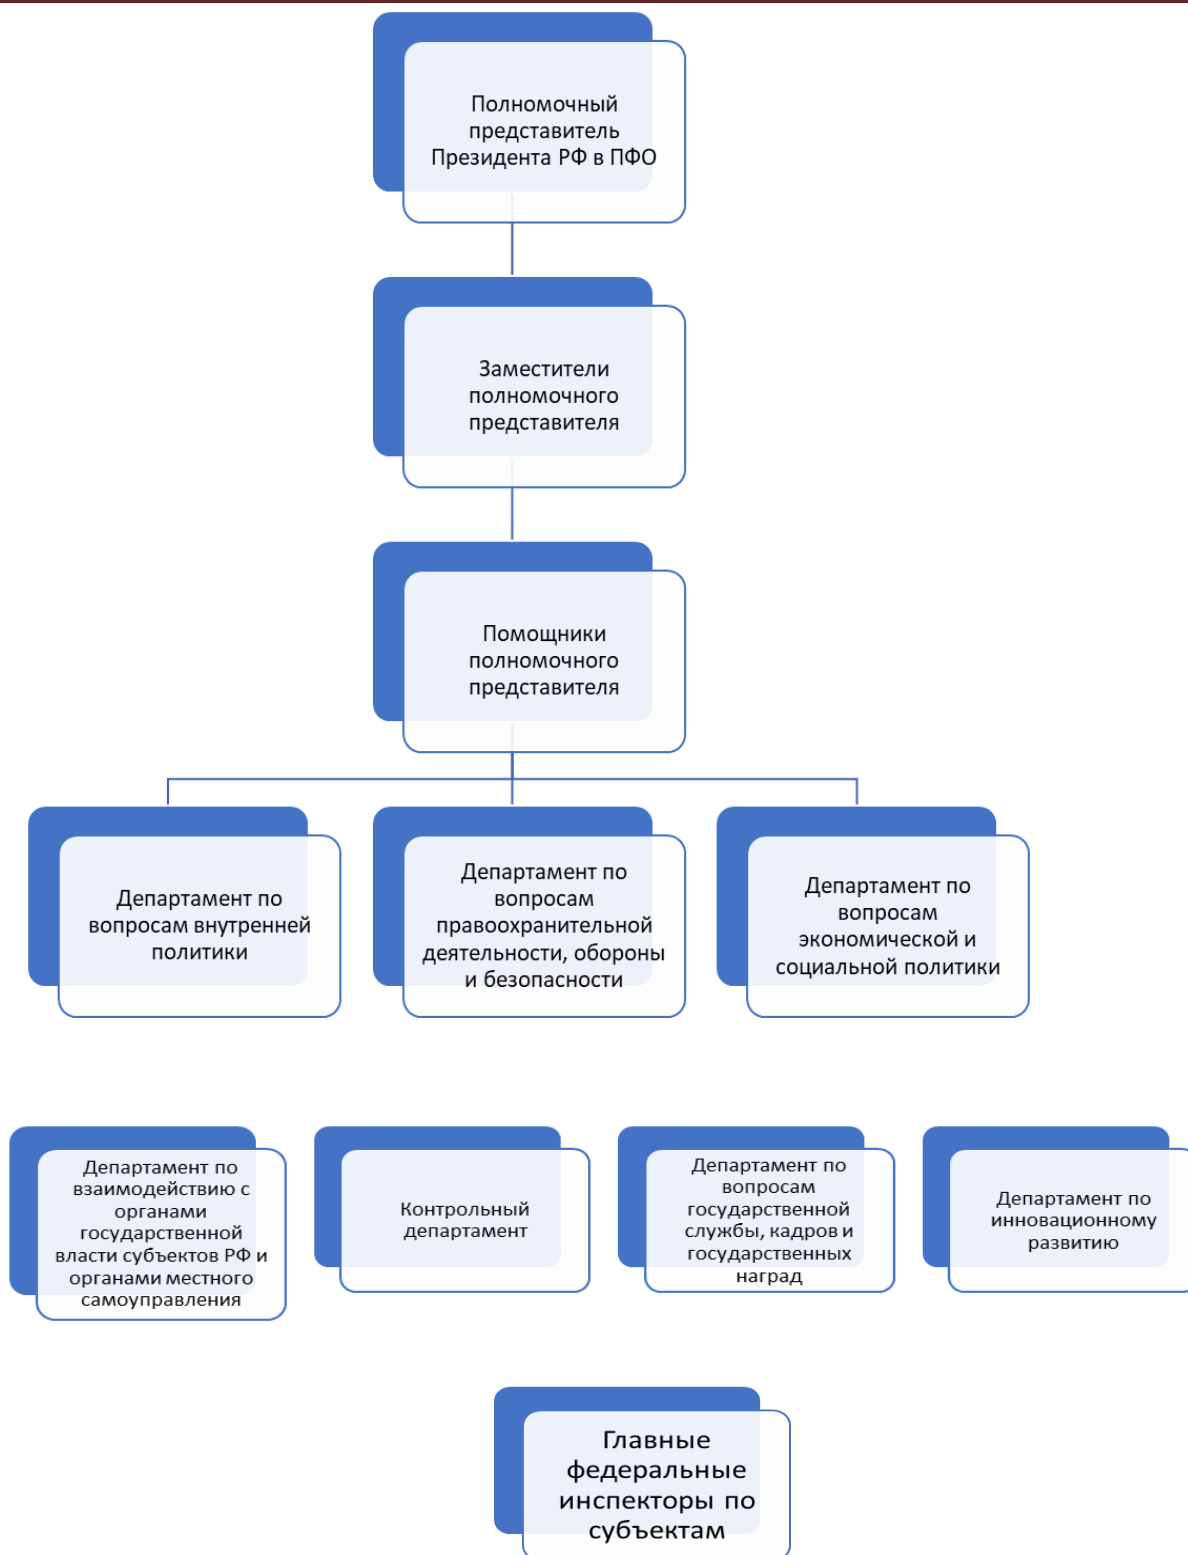 Полномочный
представитель
Президента РФ в ПФО
Заместители
полномочного
представителя
Помощники
полномочного
представителя
Департамент по
вопросам внутренней
политики
Департамент по
вопросам
правоохранительной
деятельности, обороны
и безопасности
Департамент по
вопросам
экономической и
социальной политики
Департамент по
взаимодействию с
органами
государственной
власти субъектов РФ и
органами местного
самоуправления
Контрольный
департамент
Департамент по
вопросам
государственной
службы, кадров и
государственных
наград
Департамент по
инновационному
развитию
Главные
федеральные
инспекторы по
субъектам